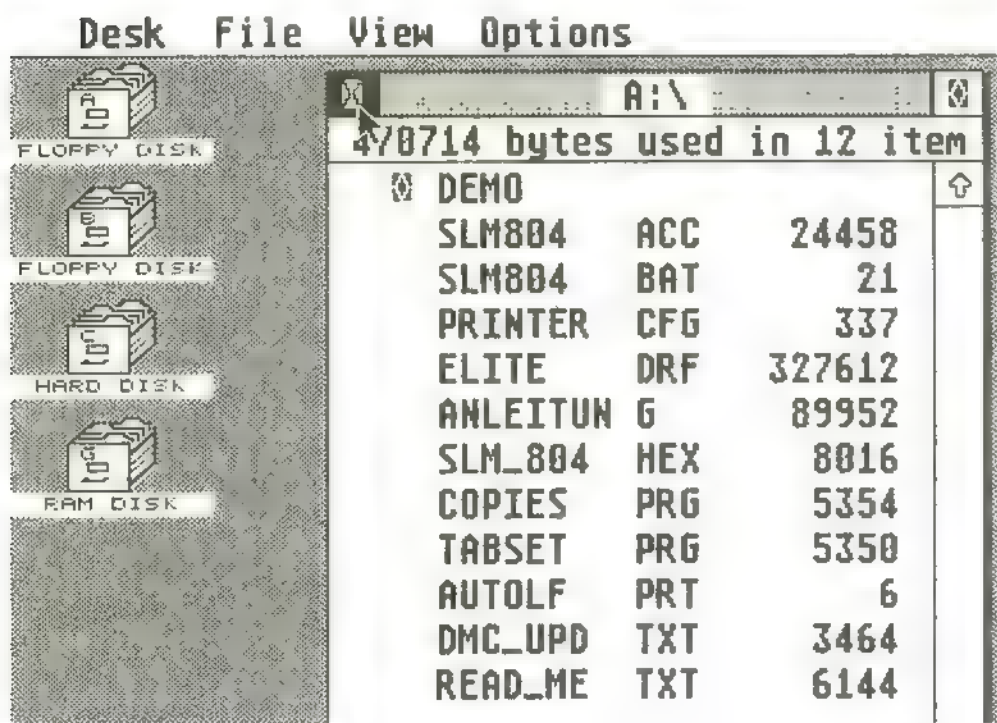 Desk File View Options
A
FLOPPY DISK
B
FLOPPY DISK
C
HARD DISK
G
RAM DISK
A:\
470714 bytes used in 12 item
DEMO
SLM804 ACC 24458
SLM804 BAT 21
PRINTER CFG 337
ELITE DRF 327612
ANLEITUN G 89952
SLM_804 HEX 8016
COPIES PRG 5354
TABSET PRG 5350
AUTOLF PRT 6
DMC_UPD TXT 3464
READ_ME TXT 6144